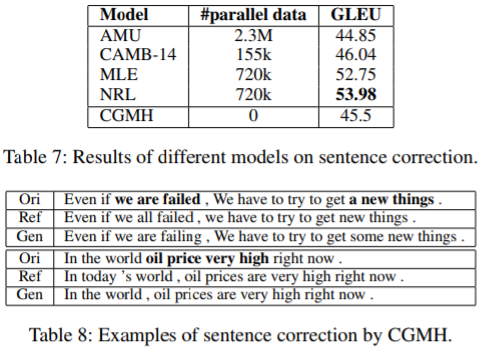 Model #parallel data GLEU
AMU 2.3M 44.85
CAMB-14 155k 46.04
MLE 720k 52.75
NRL 720k 53.98
CGMH 0 45.5
Table 7: Results of different models on sentence correction.
Ori Even if we are failed , We have to try to get a new things .
Ref Even if we all failed , we have to try to get new things .
Gen Even if we are failing , We have to try to get some new things .
Ori In the world oil price very high right now .
Ref In today 's world , oil prices are very high right now .
Gen In the world , oil prices are very high right now .
Table 8: Examples of sentence correction by CGMH.